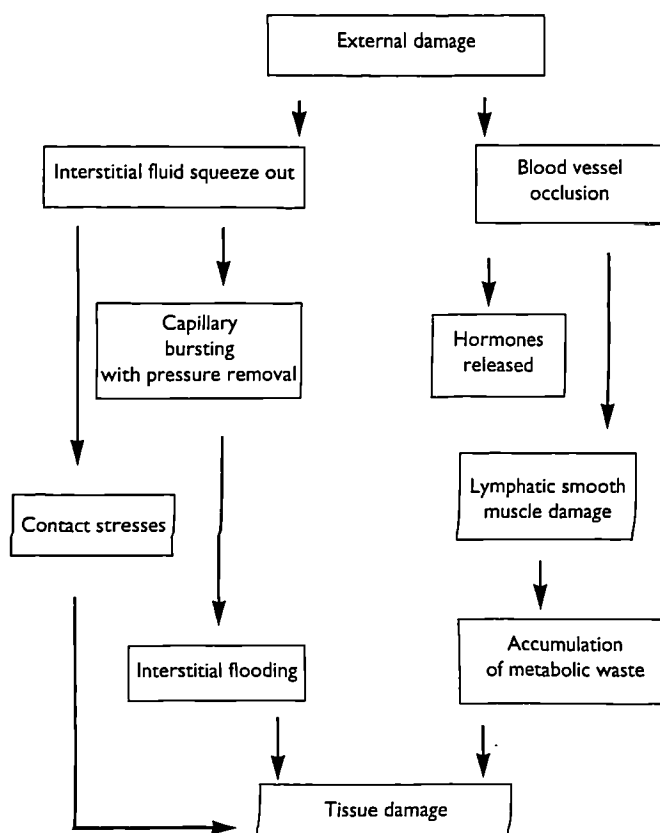 External damage
Interstitial fluid squeeze out
Blood vessel
occlusion
Capillary
bursting
with pressure removal
Hormones
released
Contact stresses
Lymphatic smooth
muscle damage
Interstitial flooding
Accumulation
of metabolic waste
Tissue damage